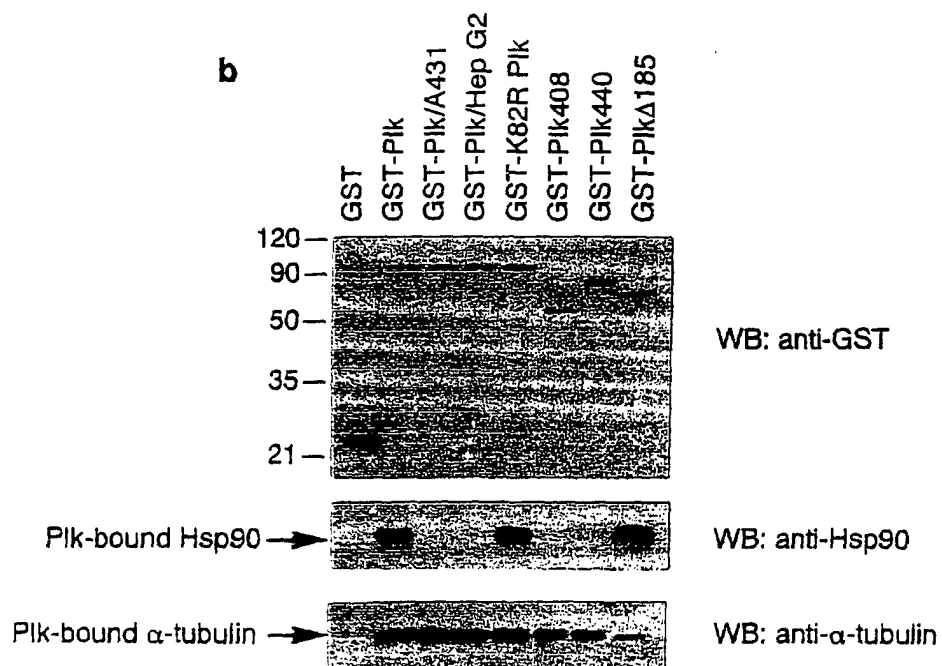 b
GST
GST-Plk
GST-Plk/A431
GST-Plk/Hep G2
GST-K82R Plk
GST-Plk408
GST-Plk440
GST-PlkΔ185
120
90
50
35
21
WB: anti-GST
Plk-bound Hsp90
WB: anti-Hsp90
Plk-bound α-tubulin
WB: anti-α-tubulin